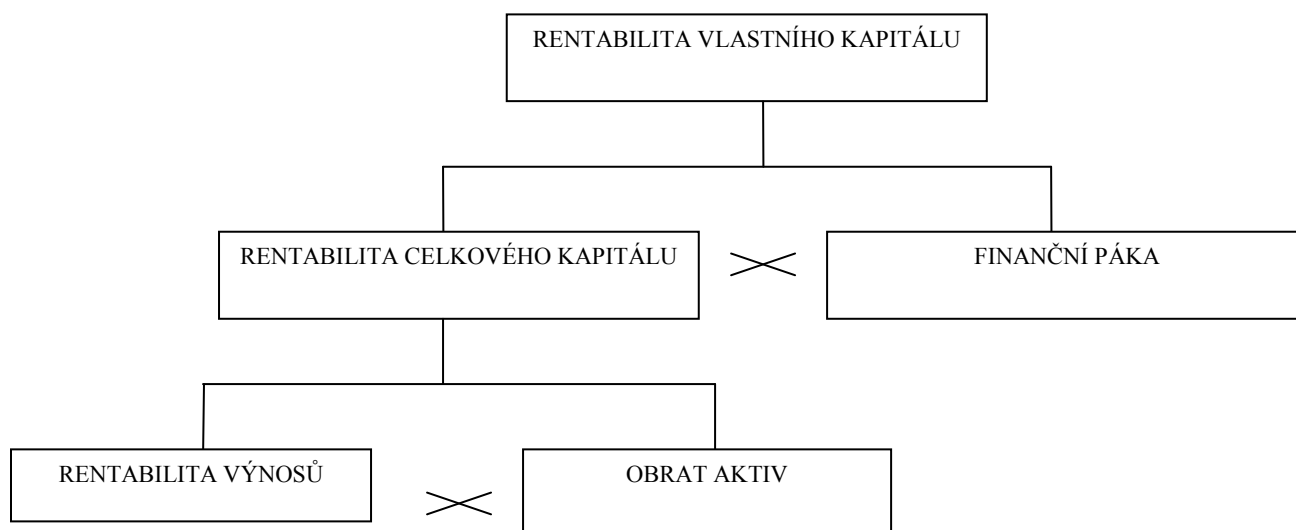 RENTABILITA VLASTNÍHO KAPITÁLU
RENTABILITA CELKOVÉHO KAPITÁLU
FINANČNÍ PÁKA
RENTABILITA VÝNOSŮ
OBRAT AKTIV